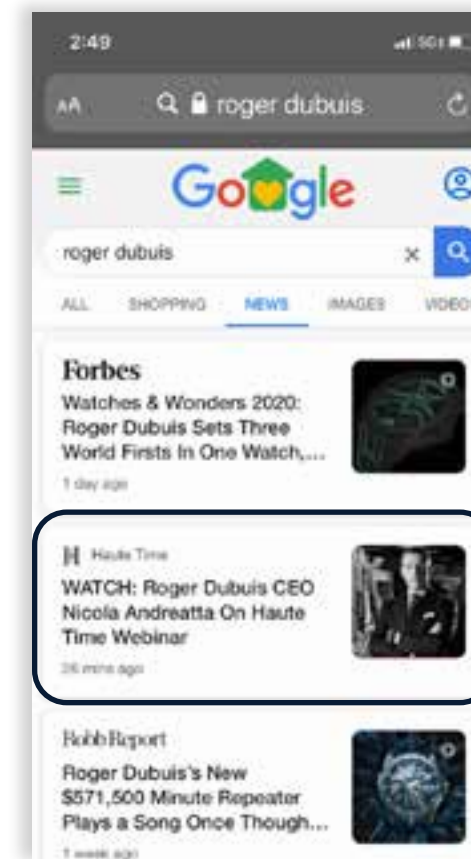 2:49
AA roger dubuis
Google
roger dubuis ×
ALL SHOPPING NEWS IMAGES VIDEO
Forbes
Watches & Wonders 2020:
Roger Dubuis Sets Three
World Firsts In One Watch,...
1 day ago
Haute Time
WATCH: Roger Dubuis CEO
Nicola Andreatta On Haute
Time Webinar
26 mins ago
Robb Report
Roger Dubuis's New
$571,500 Minute Repeater
Plays a Song Once Though...
1 week ago